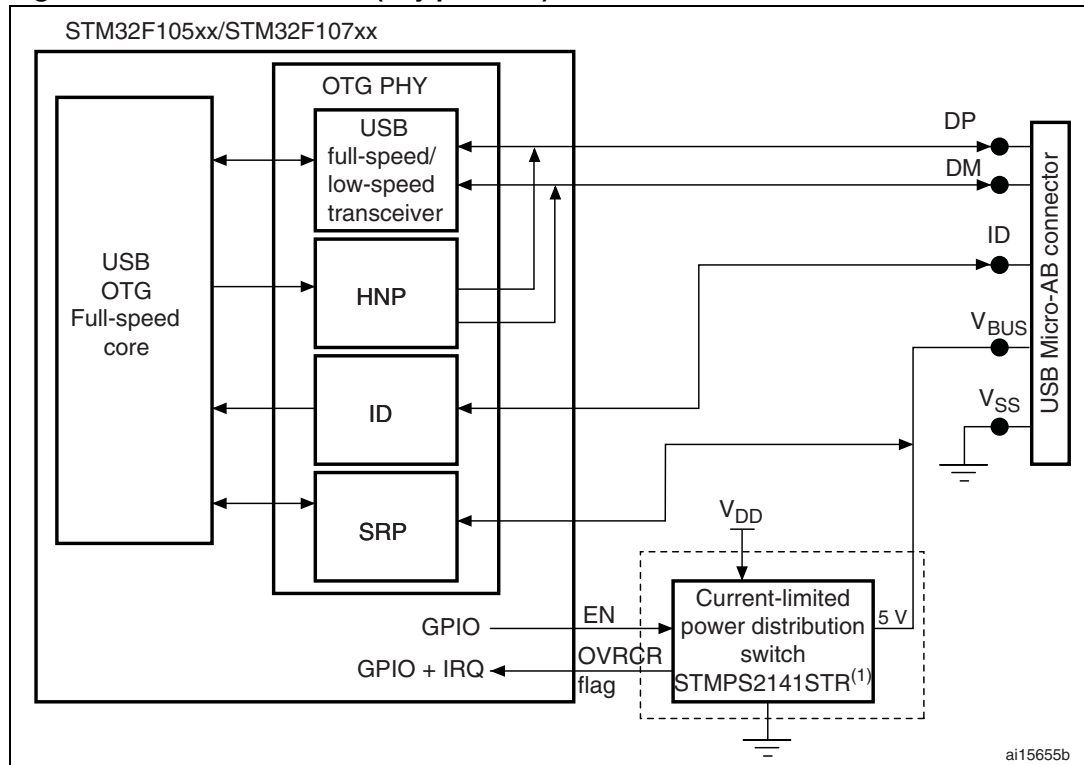 STM32F105xx/STM32F107xx
OTG PHY
USB
full-speed/
low-speed
transceiver
HNP
ID
SRP
USB
OTG
Full-speed
core
DP
DM
ID
VBUS
VSS
USB Micro-AB connector
VDD
GPIO
EN
GPIO + IRQ
OVRCR
flag
Current-limited
power distribution
switch
STMPS2141STR(1)
5 V
ai15655b